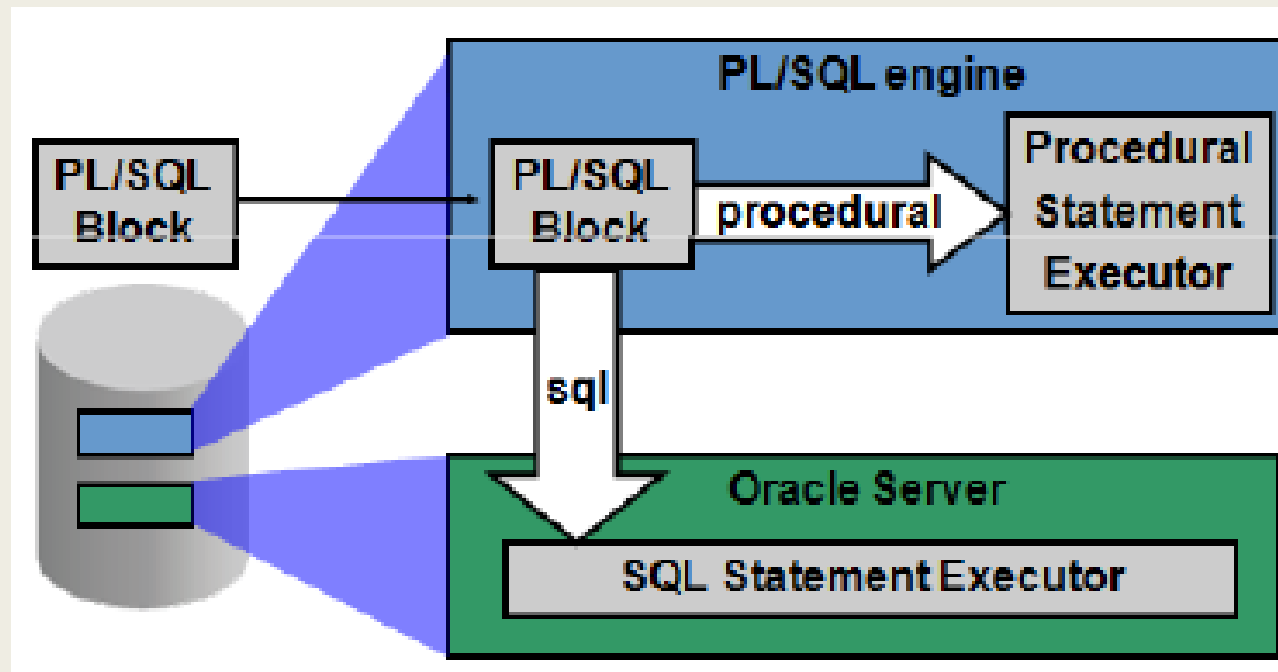 PL/SQL engine
PL/SQL
Block
PL/SQL
Block
procedural
Procedural
Statement
Executor
sql
Oracle Server
SQL Statement Executor